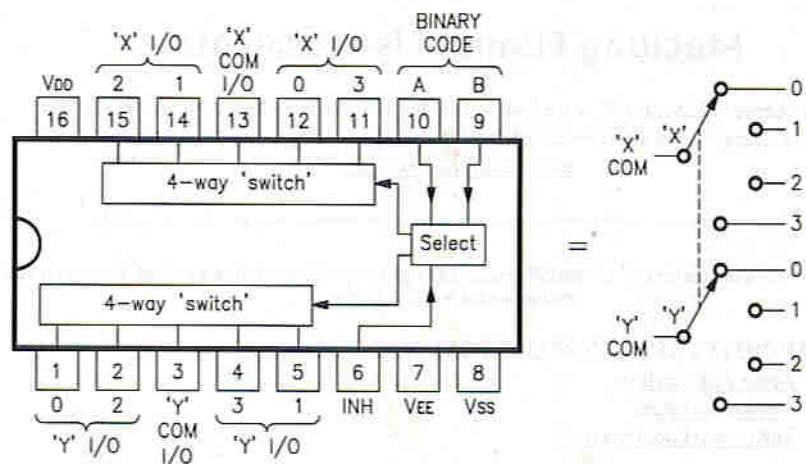 'X' I/O 'X' COM I/O 'X' I/O BINARY CODE
VDD 2 1 0 3 A B
16 15 14 13 12 11 10 9
4-way 'switch'
Select
4-way 'switch'
1 2 3 4 5 6 7 8
0 2 'Y' COM I/O 3 1 INH VEE VSS
'Y' I/O 'Y' I/O
=
'X' COM 'X' 0
1
2
3
'Y' COM 'Y' 0
1
2
3